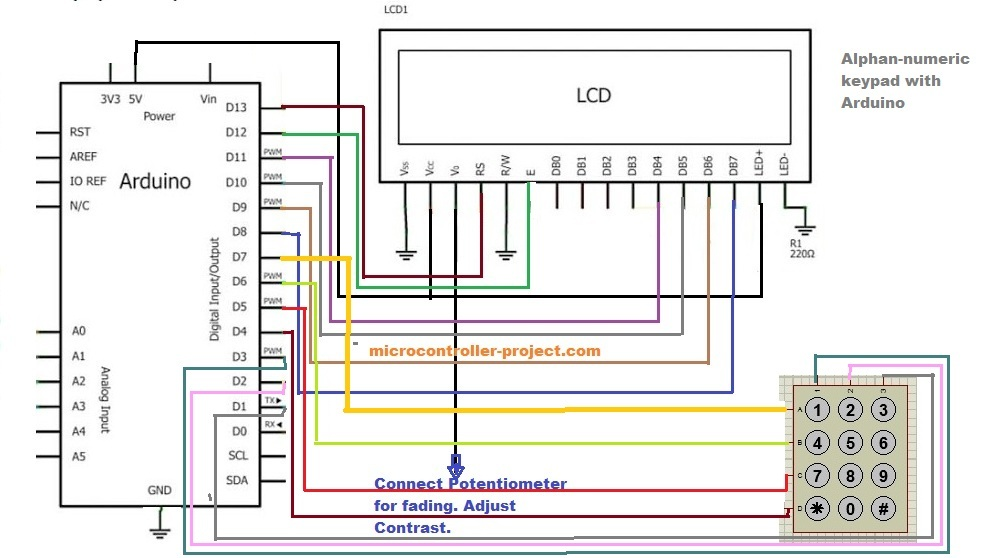 LCD1
Alphan-numeric
keypad with
Arduino
LCD
Vss Vcc V0 RS R/W E DB0 DB1 DB2 DB3 DB4 DB5 DB6 DB7 LED+ LED-
R1
220Ω
3V3 5V Vin
Power
RST
AREF
IO REF
N/C
Arduino
Digital Input/Output
D13
D12
D11 PWM
D10 PWM
D9 PWM
D8
D7
D6 PWM
D5 PWM
D4
D3 PWM
D2
D1 TX▶
D0 RX◀
SCL
SDA
A0
A1
A2
A3
A4
A5
Analog Input
GND
microcontroller-project.com
Connect Potentiometer
for fading. Adjust
Contrast.
1 2 3
A 1 2 3
B 4 5 6
C 7 8 9
D * 0 #